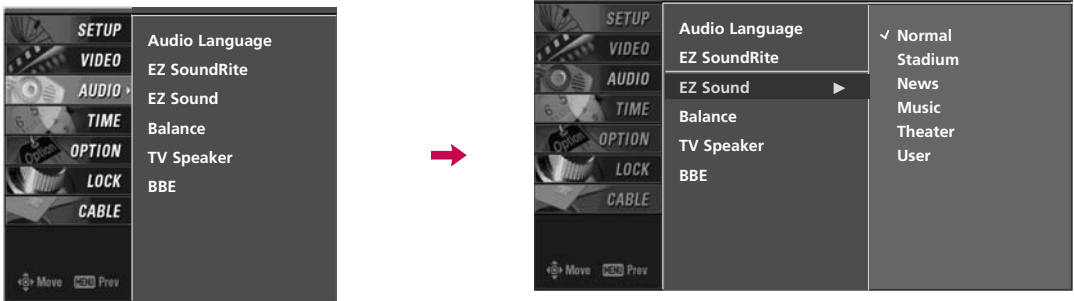 SETUP
VIDEO
AUDIO
TIME
OPTION
LOCK
CABLE
Move MENU Prev
Audio Language
EZ SoundRite
EZ Sound
Balance
TV Speaker
BBE
SETUP
VIDEO
AUDIO
TIME
OPTION
LOCK
CABLE
Move MENU Prev
Audio Language
EZ SoundRite
EZ Sound ▶
Balance
TV Speaker
BBE
✓ Normal
Stadium
News
Music
Theater
User